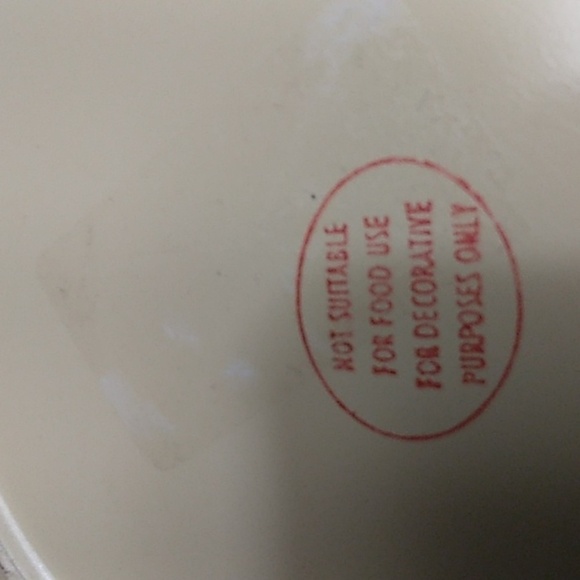 NOT SUITABLE
FOR FOOD USE
FOR DECORATIVE
PURPOSES ONLY